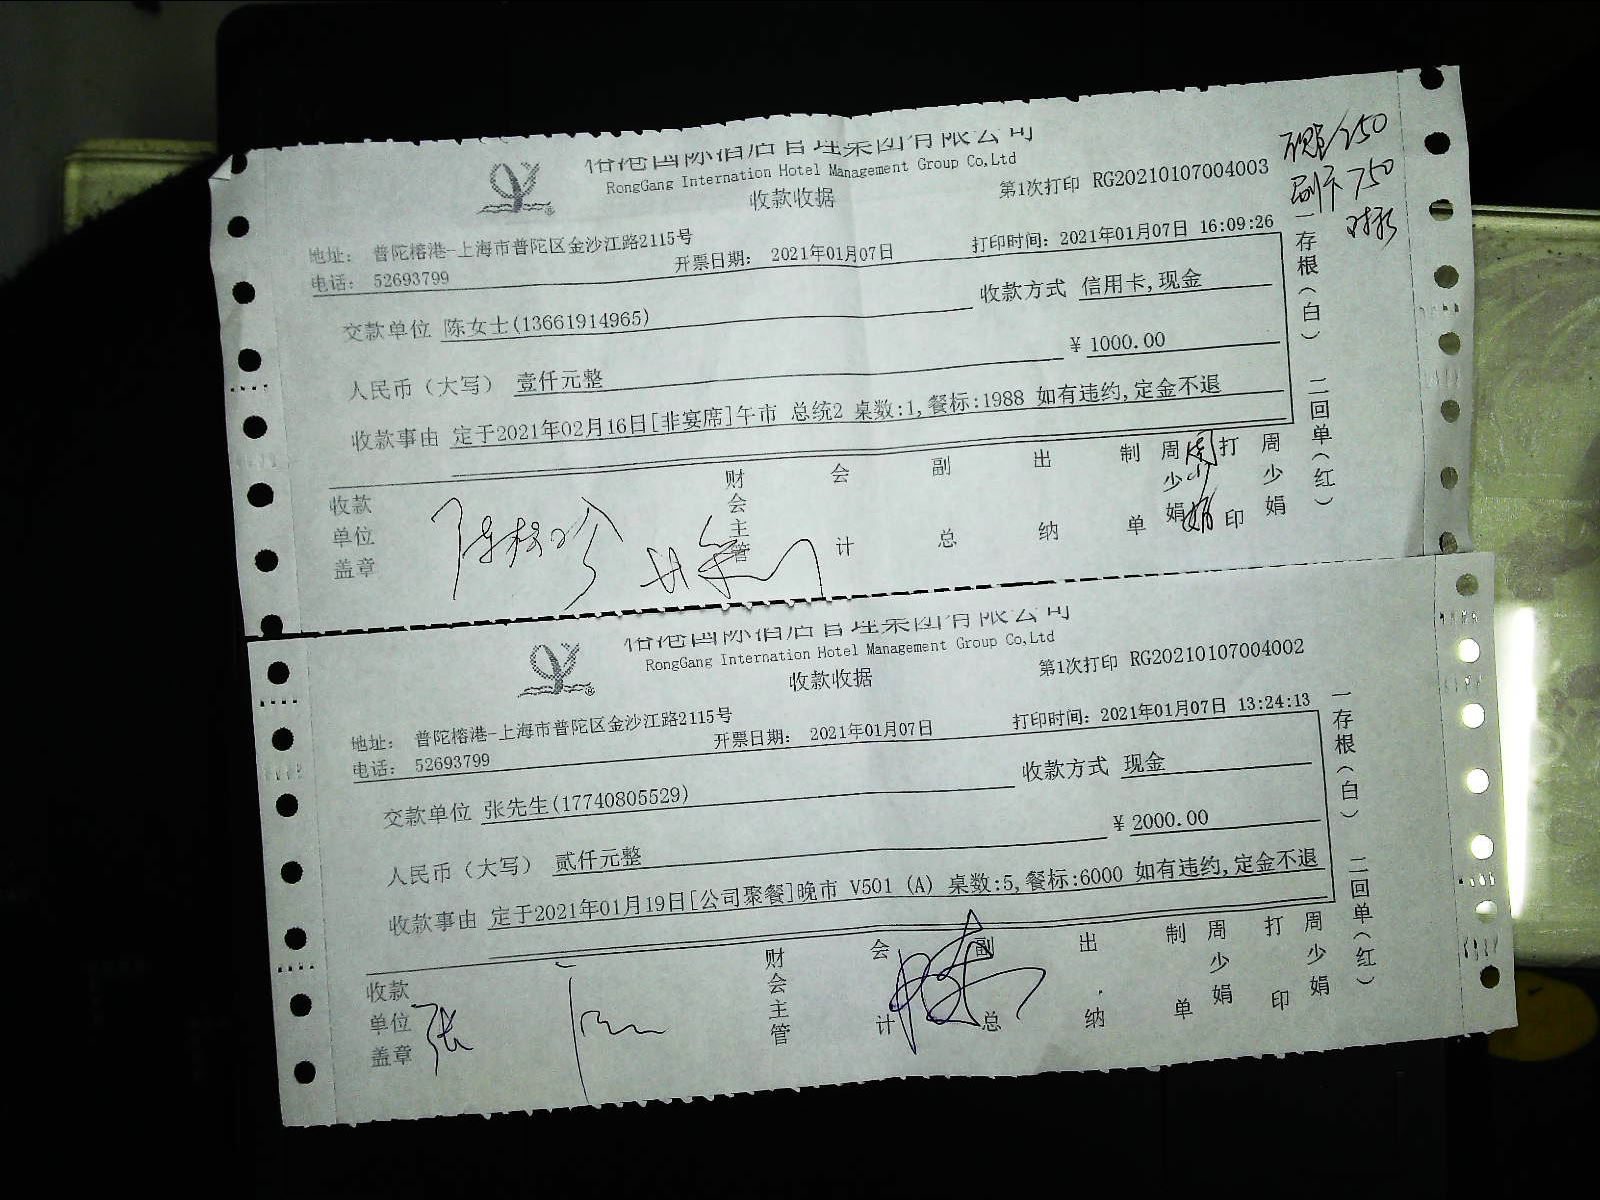 国际酒店管理集团有限公司
RongGang Internation Hotel Management Group Co,Ltd
收款收据
第1次打印 RG20210107004003
250
刷卡750
地址： 普陀榕港-上海市普陀区金沙江路2115号
电话： 52693799
开票日期： 2021年01月07日
打印时间：2021年01月07日 16:09:26
交款单位 陈女士(13661914965)
收款方式 信用卡,现金
人民币（大写） 壹仟元整
￥ 1000.00
收款事由 定于2021年02月16日[非宴席]午市 总统2 桌数:1,餐标:1988 如有违约,定金不退
一存根（白） 二回单（红）
收款单位盖章
财会主管
会计
副总
出纳
制单
周少娟
周少娟
打印
周少娟
国际酒店管理集团有限公司
RongGang Internation Hotel Management Group Co,Ltd
收款收据
第1次打印 RG20210107004002
地址： 普陀榕港-上海市普陀区金沙江路2115号
电话： 52693799
开票日期： 2021年01月07日
打印时间：2021年01月07日 13:24:13
交款单位 张先生(17740805529)
收款方式 现金
人民币（大写） 贰仟元整
￥ 2000.00
收款事由 定于2021年01月19日[公司聚餐]晚市 V501 (A) 桌数:5,餐标:6000 如有违约,定金不退
一存根（白） 二回单（红）
收款单位盖章
张
财会主管
会计
副总
出纳
制单
周少娟
打印
周少娟